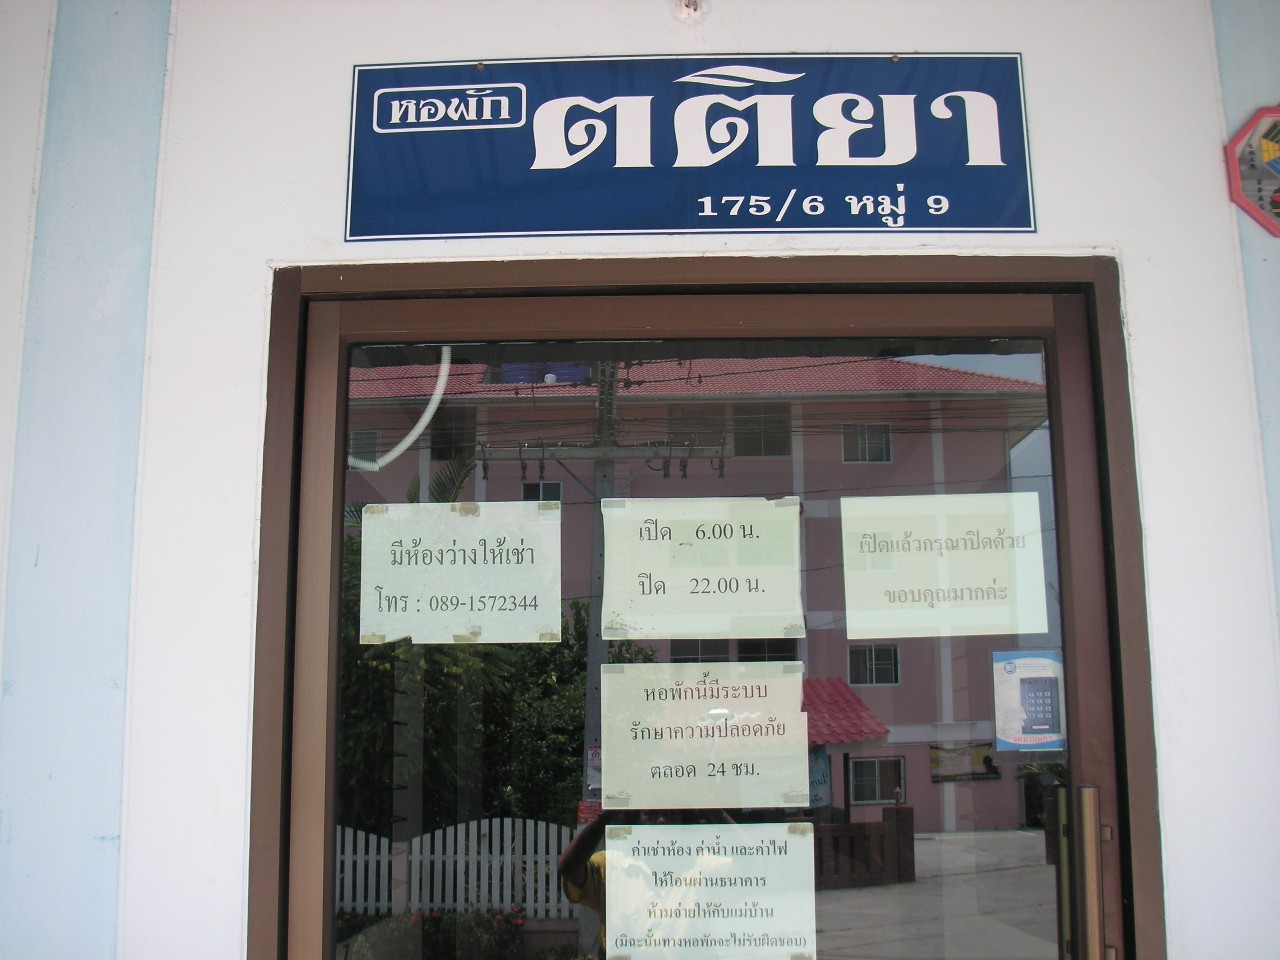 หอพัก ตติยา
175/6 หมู่ 9
มีห้องว่างให้เช่า
โทร : 089-1572344
เปิด 6.00 น.
ปิด 22.00 น.
เปิดแล้วกรุณาปิดด้วย
ขอบคุณมากค่ะ
หอพักนี้มีระบบ
รักษาความปลอดภัย
ตลอด 24 ชม.
ค่าเช่าห้อง ค่าน้ำ และค่าไฟ
ให้โอนผ่านธนาคาร
ห้ามจ่ายให้กับแม่บ้าน
(มิฉะนั้นทางหอพักจะไม่รับผิดชอบ)